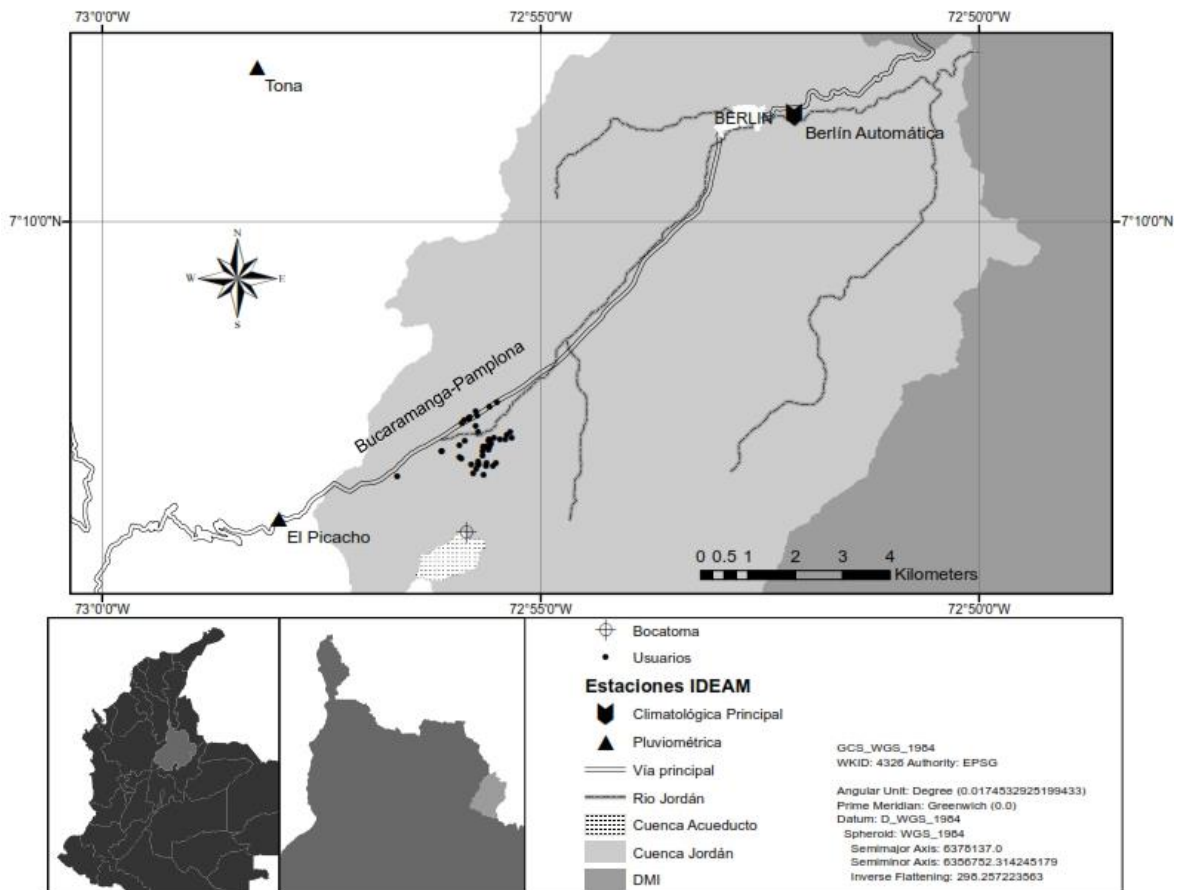 73°0'0"W 72°55'0"W 72°50'0"W
Tona
BERLIN
Berlín Automática
7°10'0"N 7°10'0"N
N
W E
S
Bucaramanga-Pamplona
El Picacho
0 0.5 1 2 3 4
Kilometers
73°0'0"W 72°55'0"W 72°50'0"W
Bocatoma
Usuarios
Estaciones IDEAM
Climatológica Principal
Pluviométrica
Vía principal
Rio Jordán
Cuenca Acueducto
Cuenca Jordán
DMI
GCS_WGS_1984
WKID: 4326 Authority: EPSG
Angular Unit: Degree (0.0174532925199433)
Prime Meridian: Greenwich (0.0)
Datum: D_WGS_1984
Spheroid: WGS_1984
Semimajor Axis: 6378137.0
Semiminor Axis: 6356752.314245179
Inverse Flattening: 298.257223563